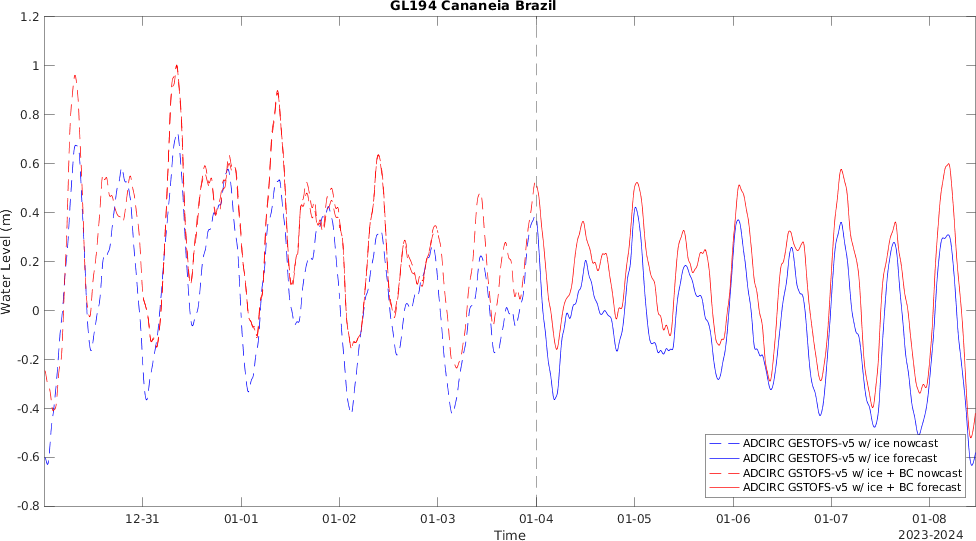 GL194 Cananeia Brazil
1.2
1
0.8
0.6
0.4
0.2
0
-0.2
-0.4
-0.6
-0.8
Water Level (m)
ADCIRC GESTOFS-v5 w/ ice nowcast
ADCIRC GESTOFS-v5 w/ ice forecast
ADCIRC GSTOFS-v5 w/ ice + BC nowcast
ADCIRC GSTOFS-v5 w/ ice + BC forecast
12-31 01-01 01-02 01-03 01-04 01-05 01-06 01-07 01-08
Time
2023-2024